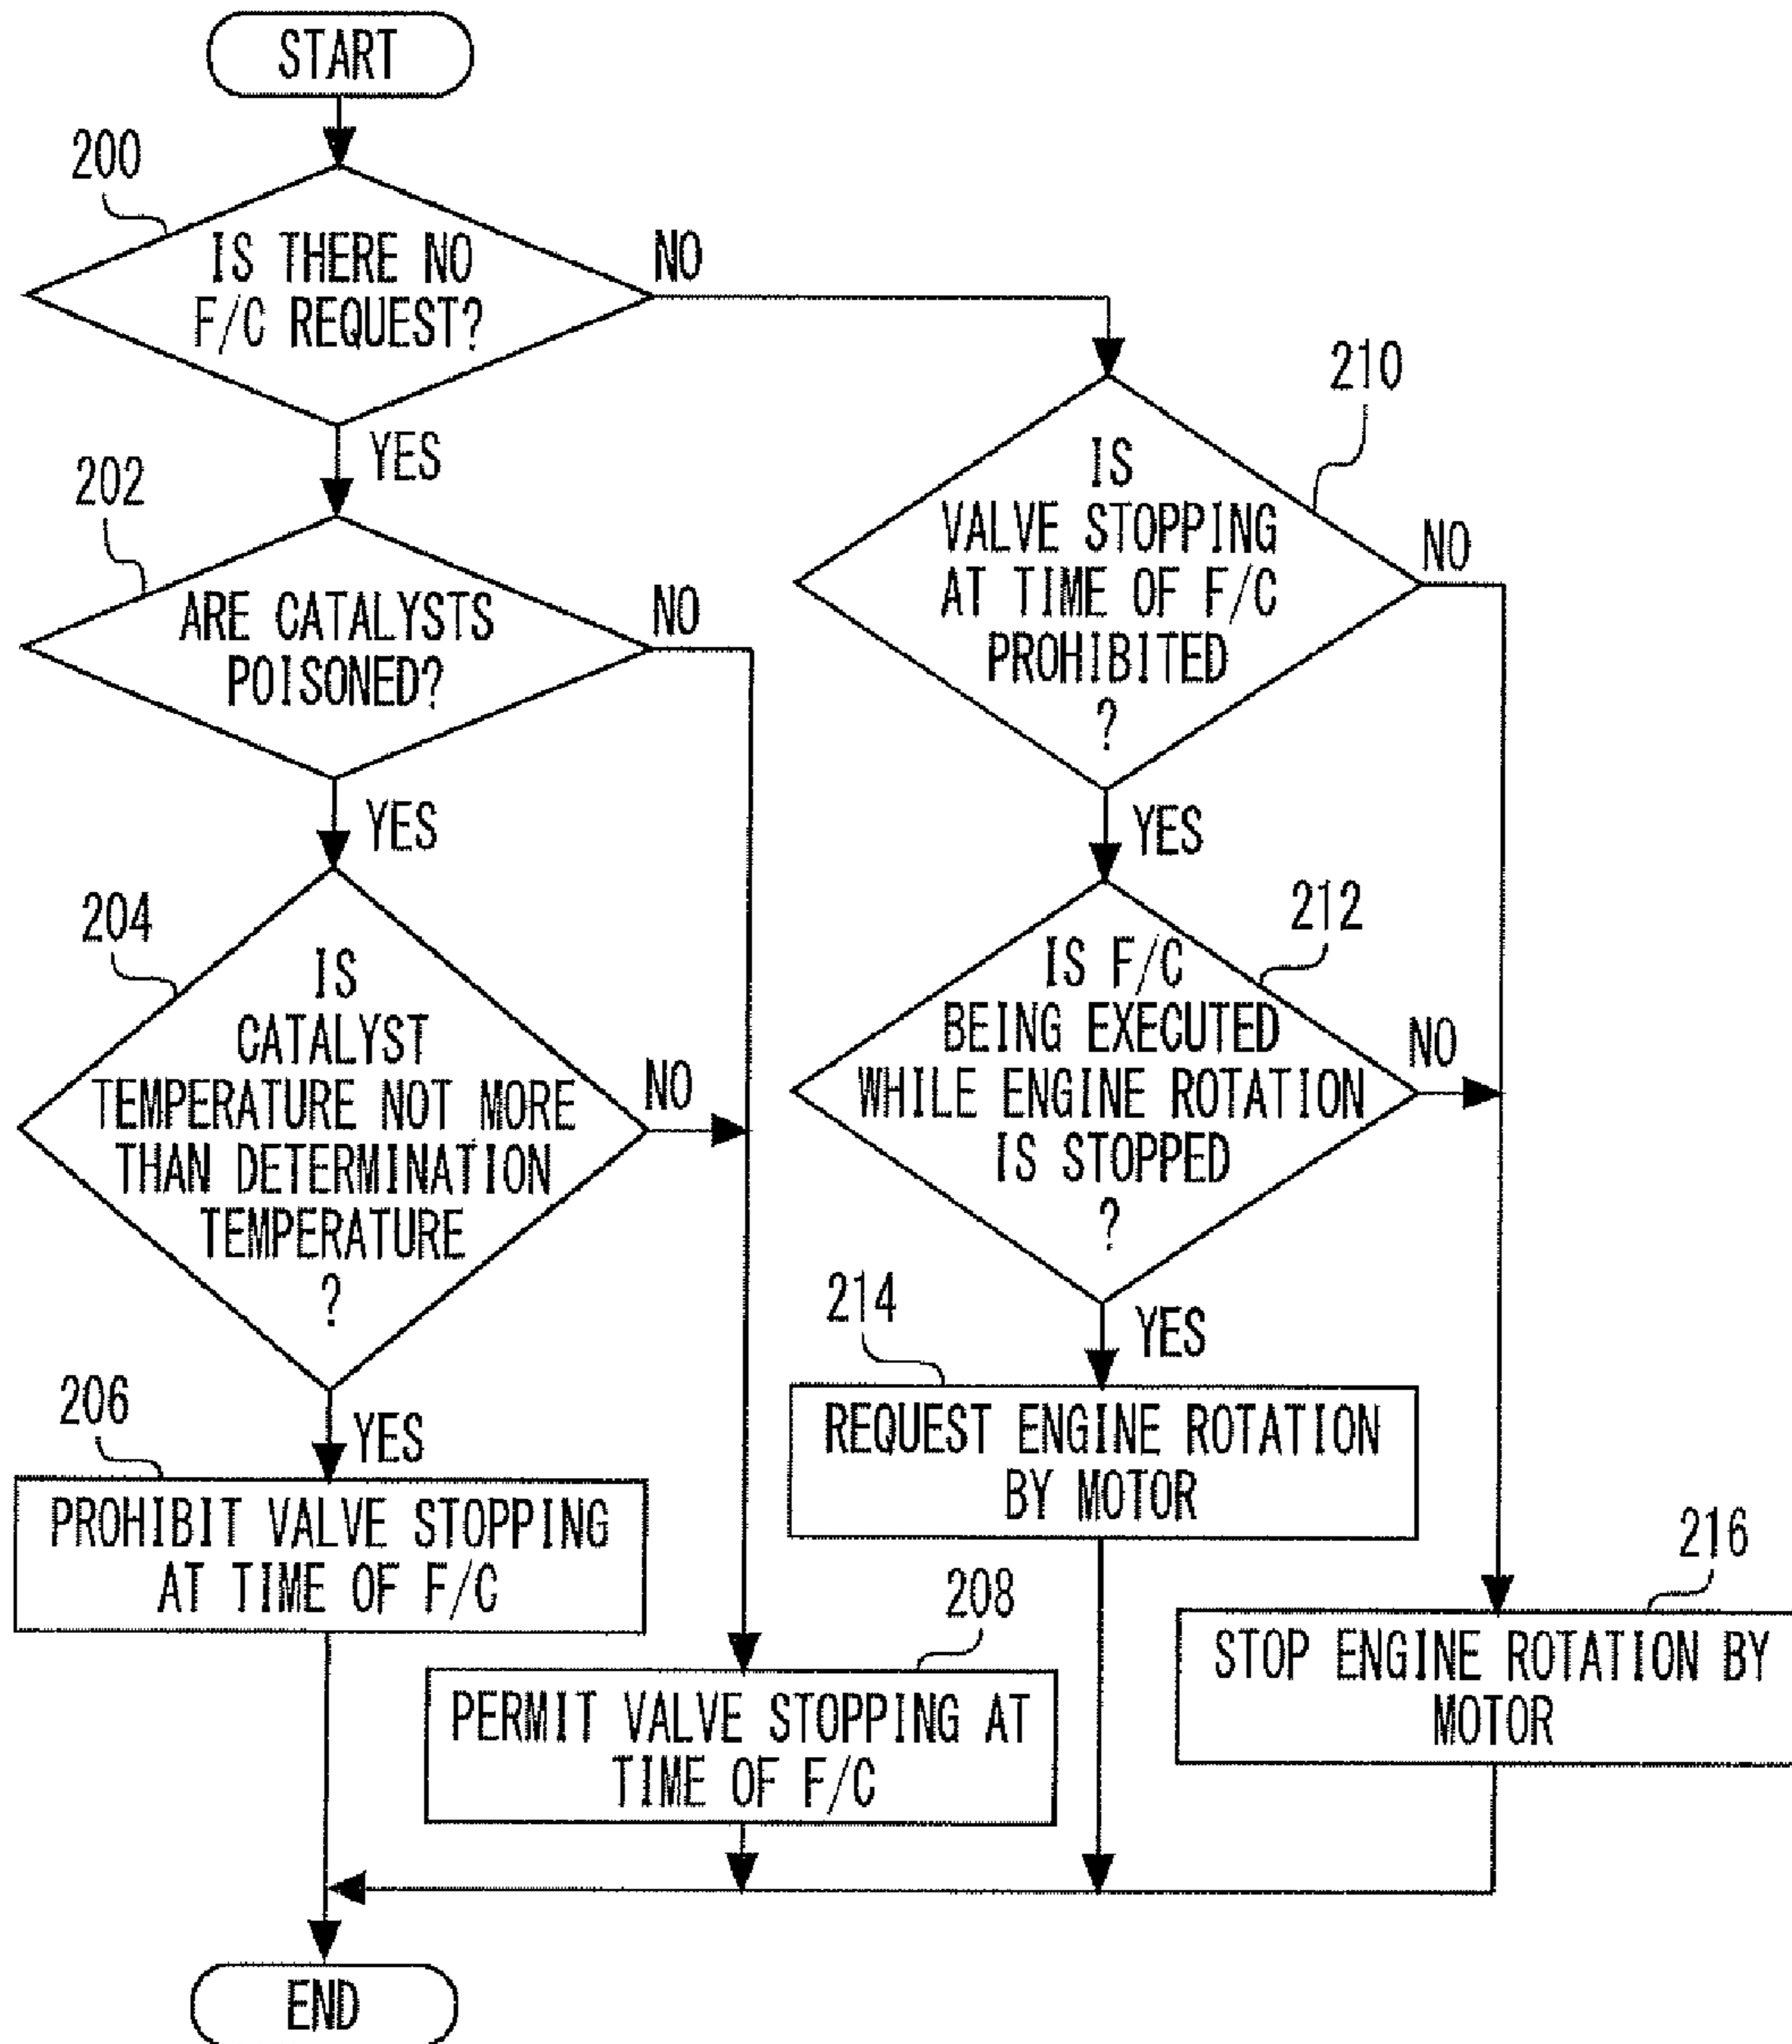 START
200
IS THERE NO
F/C REQUEST?
NO
YES
202
ARE CATALYSTS
POISONED?
NO
YES
204
IS
CATALYST
TEMPERATURE NOT MORE
THAN DETERMINATION
TEMPERATURE
?
NO
YES
206
PROHIBIT VALVE STOPPING
AT TIME OF F/C
208
PERMIT VALVE STOPPING AT
TIME OF F/C
210
IS
VALVE STOPPING
AT TIME OF F/C
PROHIBITED
?
NO
YES
212
IS F/C
BEING EXECUTED
WHILE ENGINE ROTATION
IS STOPPED
?
NO
YES
214
REQUEST ENGINE ROTATION
BY MOTOR
216
STOP ENGINE ROTATION BY
MOTOR
END